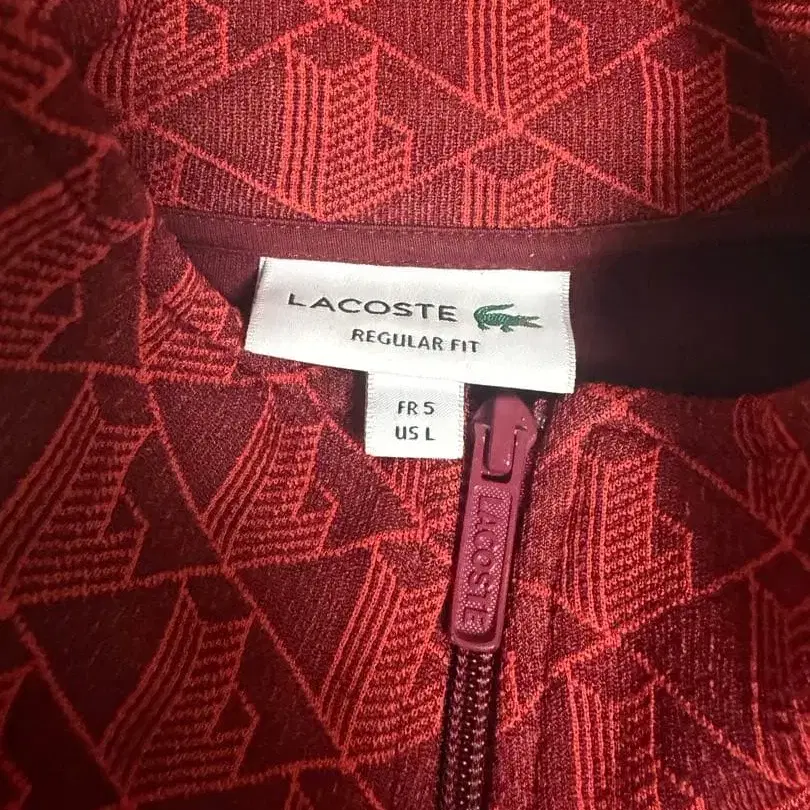 LACOSTE
REGULAR FIT
FR 5
US L
LACOSTE